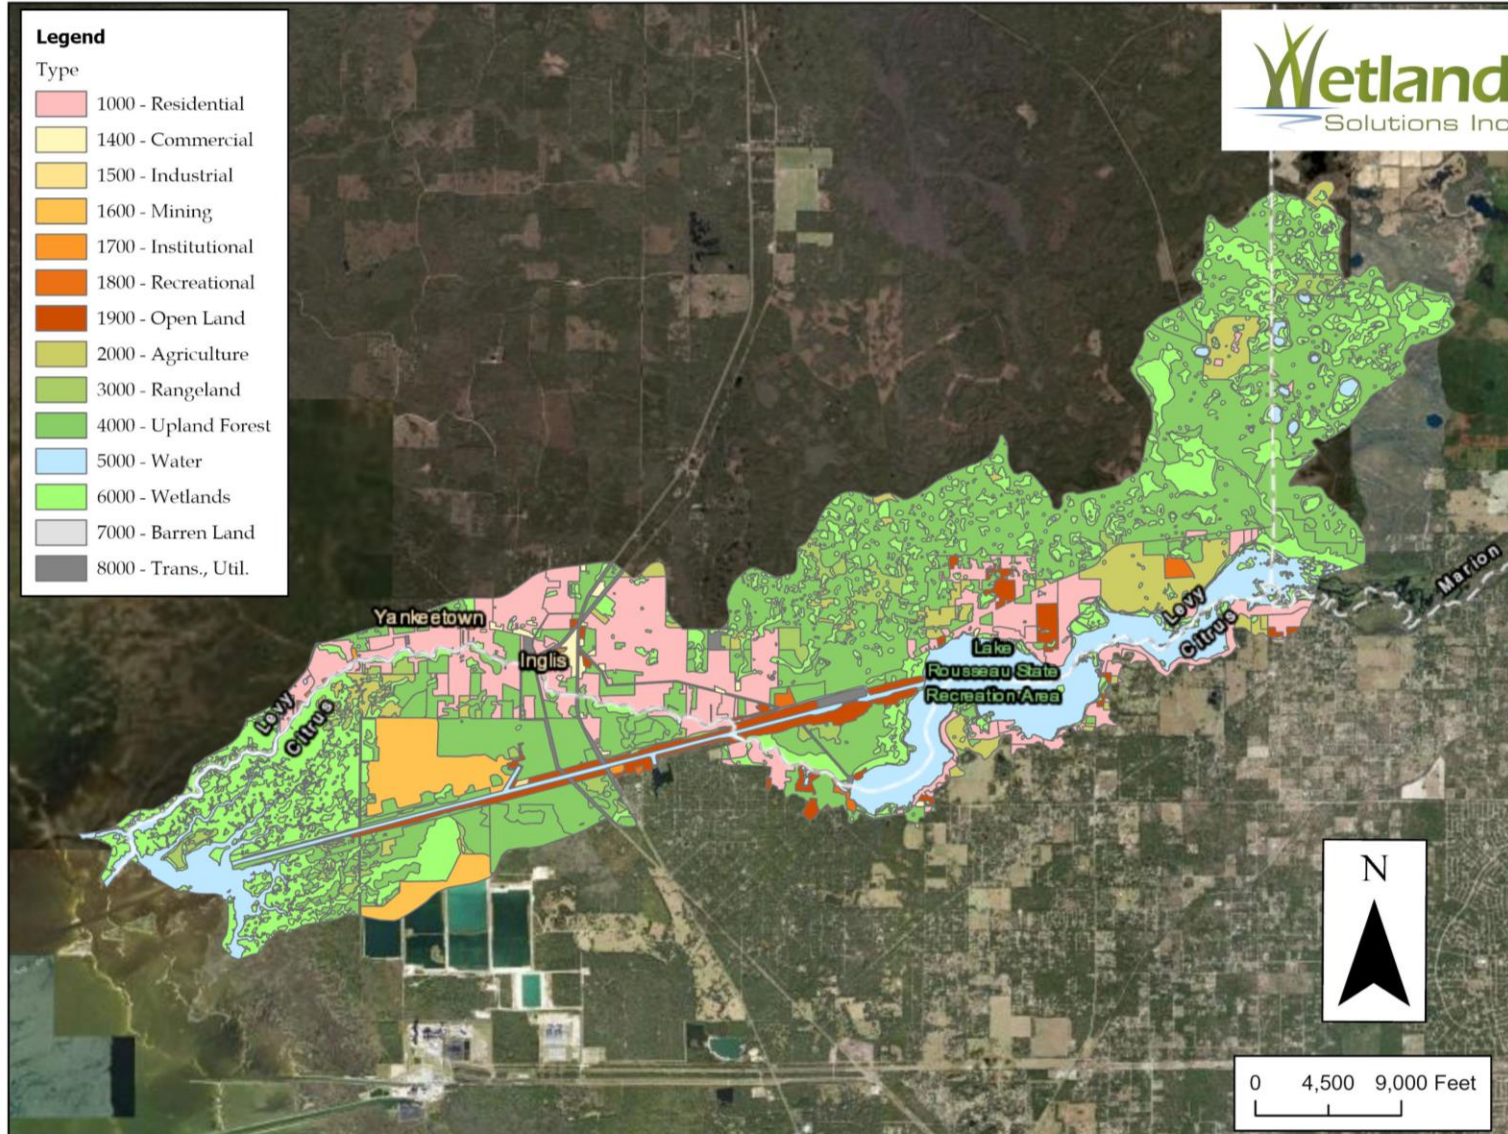 Legend
Type
1000 - Residential
1400 - Commercial
1500 - Industrial
1600 - Mining
1700 - Institutional
1800 - Recreational
1900 - Open Land
2000 - Agriculture
3000 - Rangeland
4000 - Upland Forest
5000 - Water
6000 - Wetlands
7000 - Barren Land
8000 - Trans., Util.
Wetland
Solutions Inc
Marion
Levy
Citrus
Yankeetown
Inglis
Lake
Rousseau State
Recreation Area
Levy
Citrus
N
0 4,500 9,000 Feet